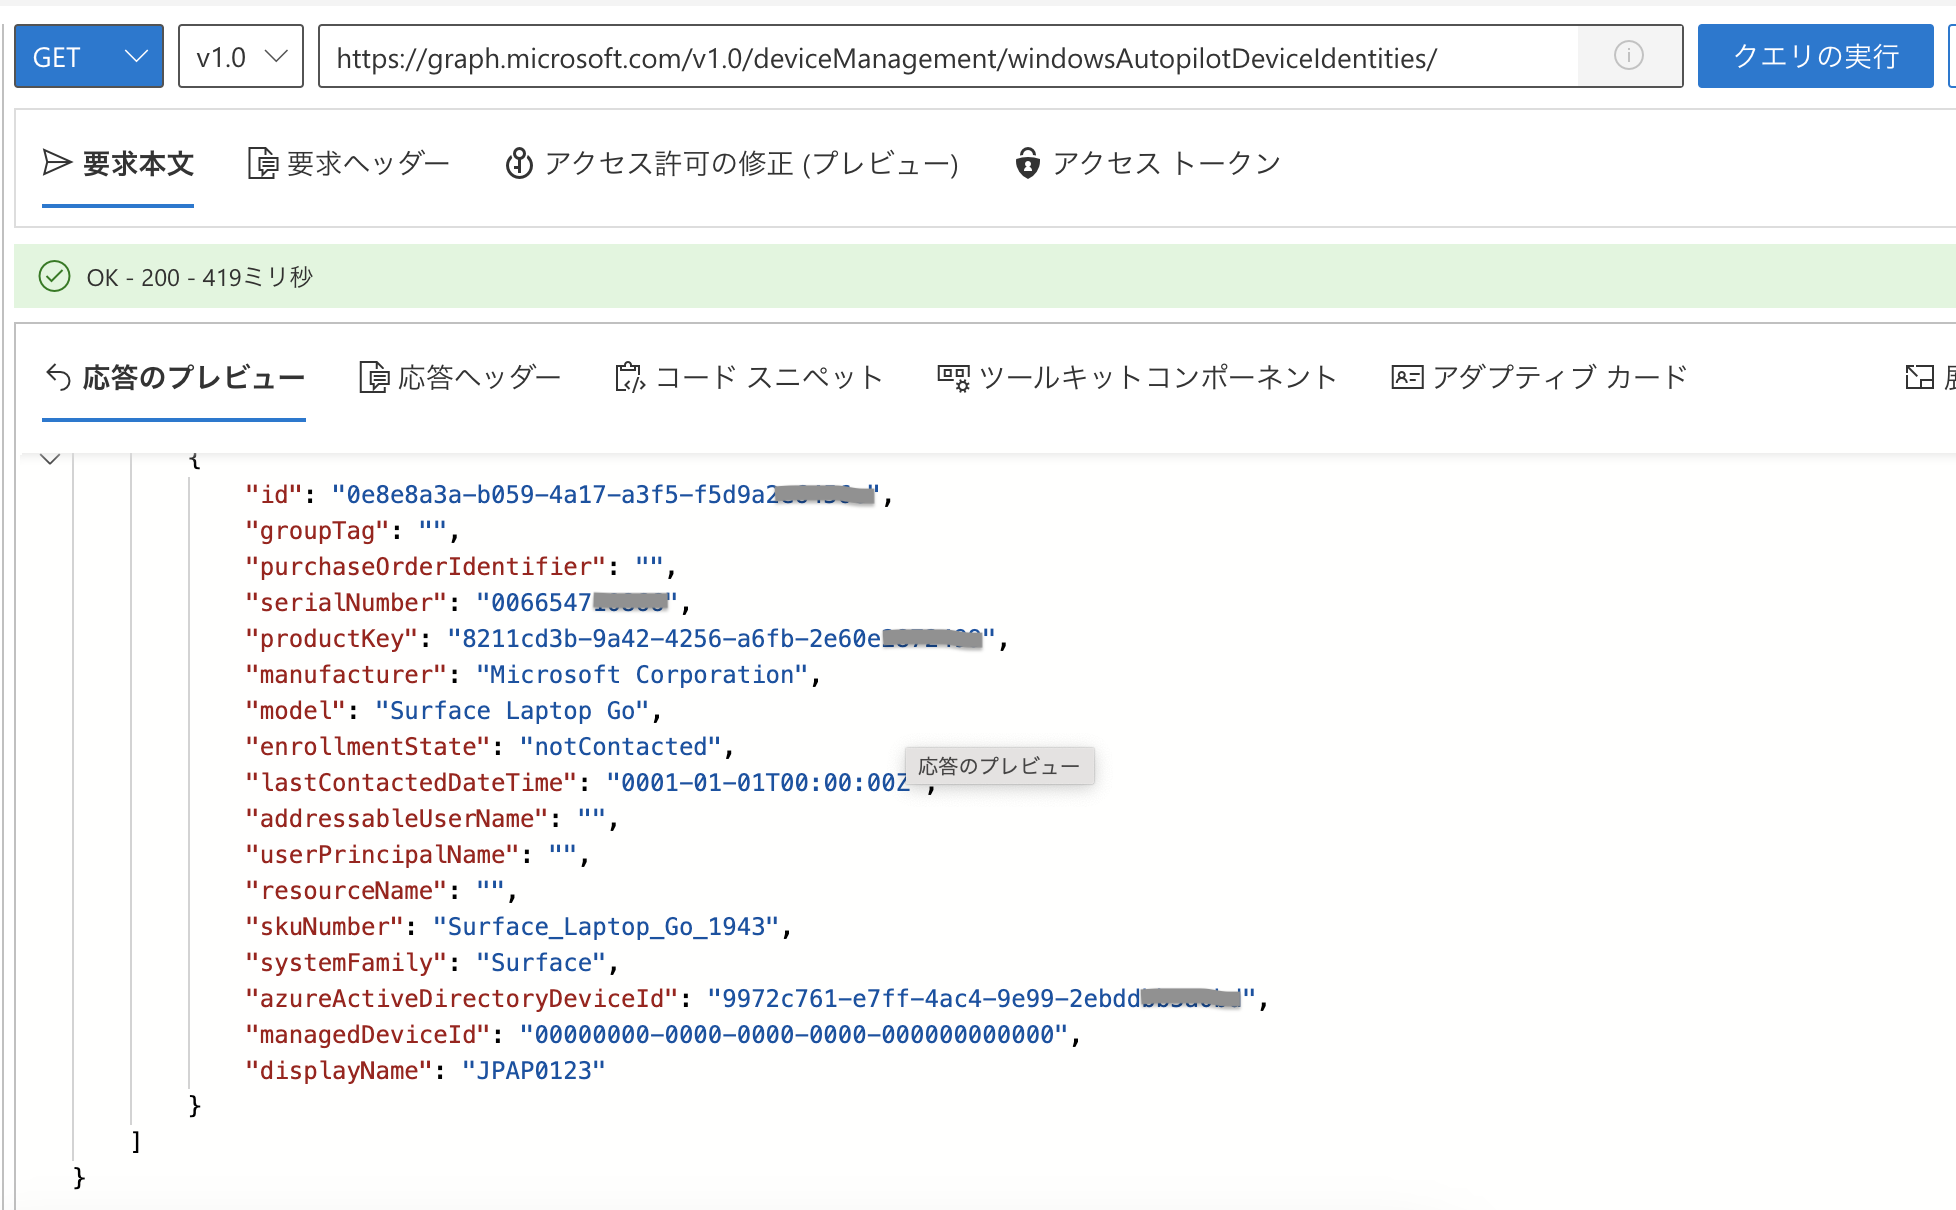 GET v1.0 https://graph.microsoft.com/v1.0/deviceManagement/windowsAutopilotDeviceIdentities/ クエリの実行
要求本文 要求ヘッダー アクセス許可の修正 (プレビュー) アクセス トークン
OK - 200 - 419ミリ秒
応答のプレビュー 応答ヘッダー コード スニペット ツールキットコンポーネント アダプティブ カード
{
"id": "0e8e8a3a-b059-4a17-a3f5-f5d9a2",
"groupTag": "",
"purchaseOrderIdentifier": "",
"serialNumber": "0066547",
"productKey": "8211cd3b-9a42-4256-a6fb-2e60e",
"manufacturer": "Microsoft Corporation",
"model": "Surface Laptop Go",
"enrollmentState": "notContacted",
応答のプレビュー
"lastContactedDateTime": "0001-01-01T00:00:00Z",
"addressableUserName": "",
"userPrincipalName": "",
"resourceName": "",
"skuNumber": "Surface_Laptop_Go_1943",
"systemFamily": "Surface",
"azureActiveDirectoryDeviceId": "9972c761-e7ff-4ac4-9e99-2ebdd",
"managedDeviceId": "00000000-0000-0000-0000-000000000000",
"displayName": "JPAP0123"
}
]
}